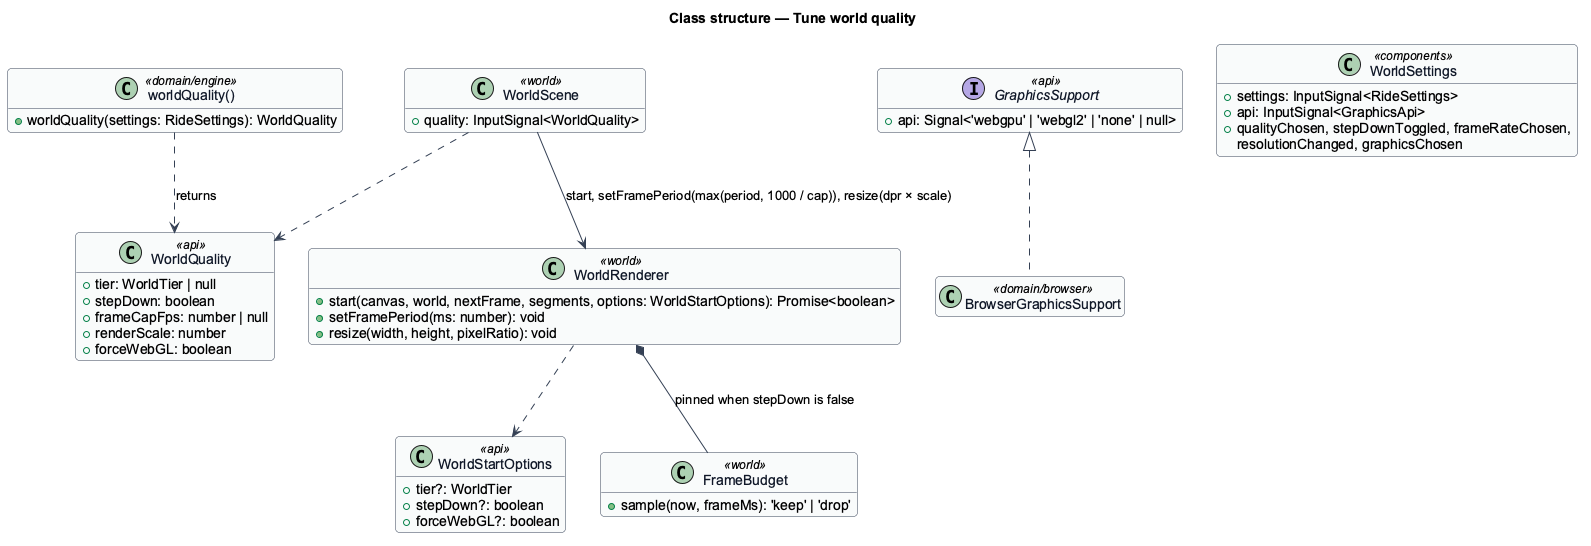 Class structure — Tune world quality
C
«domain/engine»
worldQuality()
worldQuality(settings: RideSettings): WorldQuality
C
«world»
WorldScene
quality: InputSignal<WorldQuality>
I
«api»
GraphicsSupport
api: Signal<'webgpu' | 'webgl2' | 'none' | null>
C
«components»
WorldSettings
settings: InputSignal<RideSettings>
api: InputSignal<GraphicsApi>
qualityChosen, stepDownToggled, frameRateChosen,
resolutionChanged, graphicsChosen
returns
start, setFramePeriod(max(period, 1000 / cap)), resize(dpr × scale)
C
«api»
WorldQuality
tier: WorldTier | null
stepDown: boolean
frameCapFps: number | null
renderScale: number
forceWebGL: boolean
C
«world»
WorldRenderer
start(canvas, world, nextFrame, segments, options: WorldStartOptions): Promise<boolean>
setFramePeriod(ms: number): void
resize(width, height, pixelRatio): void
C
«domain/browser»
BrowserGraphicsSupport
pinned when stepDown is false
C
«api»
WorldStartOptions
tier?: WorldTier
stepDown?: boolean
forceWebGL?: boolean
C
«world»
FrameBudget
sample(now, frameMs): 'keep' | 'drop'